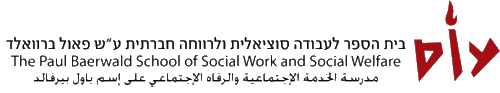 בית הספר לעבודה סוציאלית ולרווחה חברתית ע״ש פאול ברוואלד
The Paul Baerwald School of Social Work and Social Welfare
مدرسة الخدمة الإجتماعية والرفاه الإجتماعي على إسم باول بيرفالد